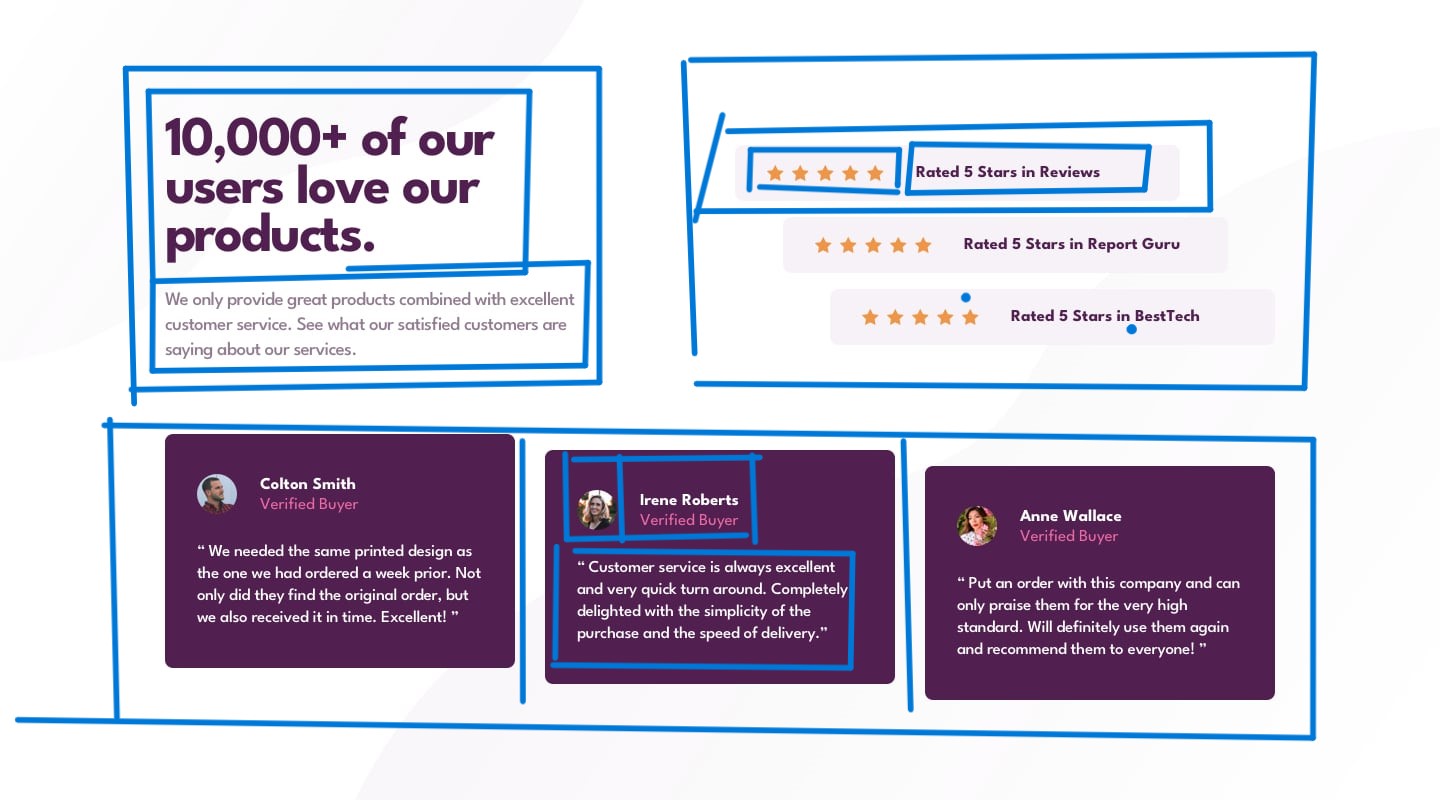 10,000+ of our
users love our
products.
We only provide great products combined with excellent
customer service. See what our satisfied customers are
saying about our services.
Rated 5 Stars in Reviews
Rated 5 Stars in Report Guru
Rated 5 Stars in BestTech
Colton Smith
Verified Buyer
“ We needed the same printed design as
the one we had ordered a week prior. Not
only did they find the original order, but
we also received it in time. Excellent! ”
Irene Roberts
Verified Buyer
“ Customer service is always excellent
and very quick turn around. Completely
delighted with the simplicity of the
purchase and the speed of delivery.”
Anne Wallace
Verified Buyer
“ Put an order with this company and can
only praise them for the very high
standard. Will definitely use them again
and recommend them to everyone! ”